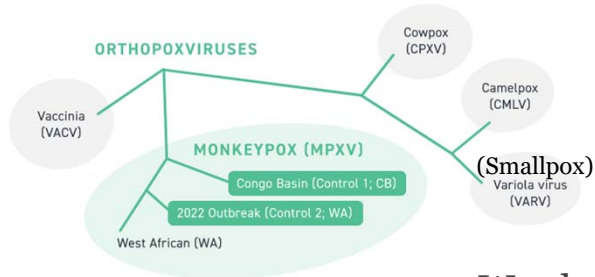 ORTHOPOXVIRUSES
Cowpox
(CPXV)
Camelpox
(CMLV)
Vaccinia
(VACV)
MONKEYPOX (MPXV)
(Smallpox)
Variola virus
(VARV)
Congo Basin (Control 1; CB)
2022 Outbreak (Control 2; WA)
West African (WA)